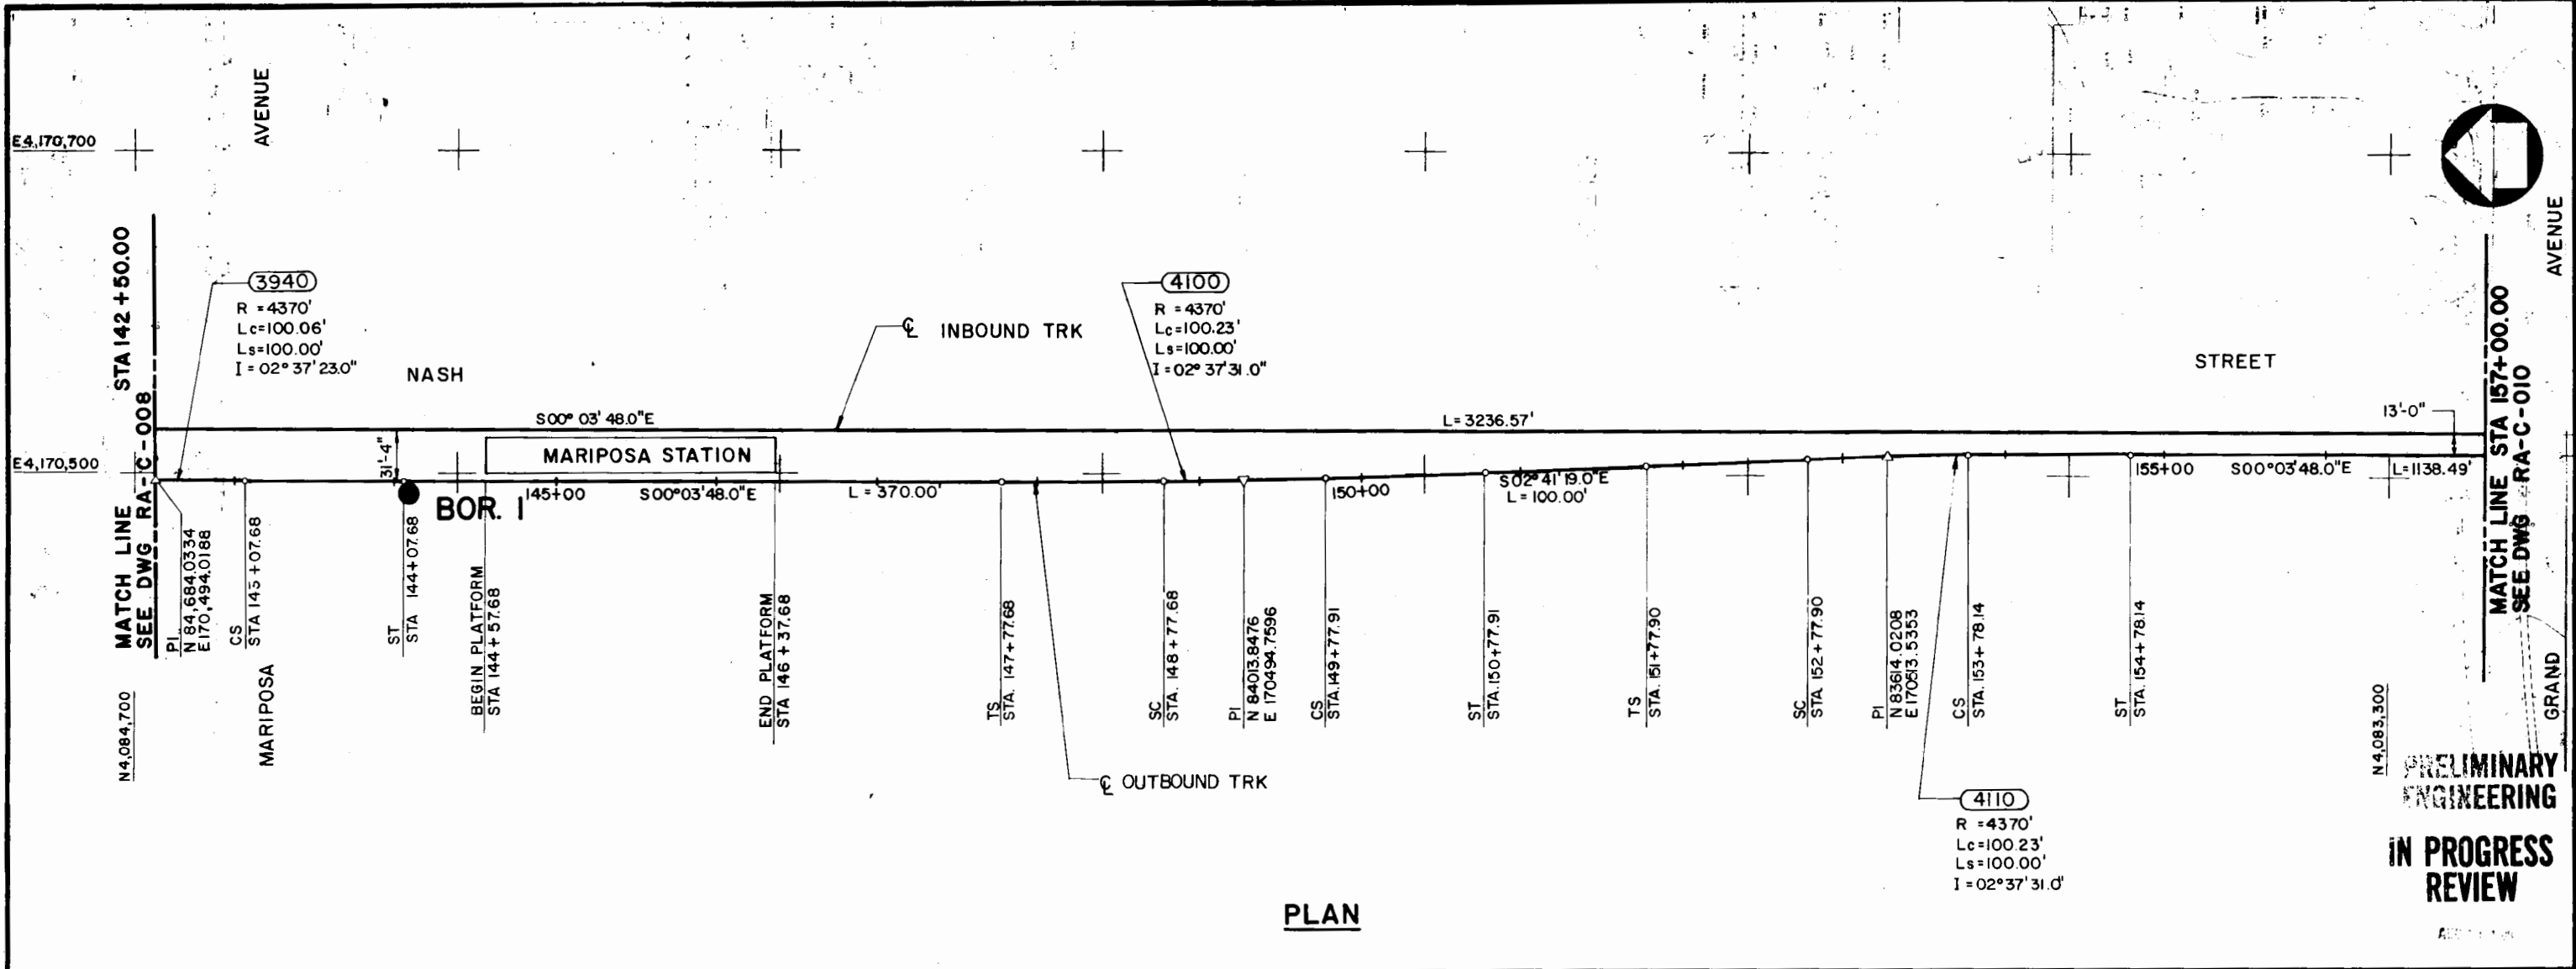 AVENUE
E4,170,700
AVENUE
MATCH LINE STA 142+50.00
SEE DWG RA-C-008
3940
R = 4370'
Lc=100.06'
Ls=100.00'
I = 02° 37' 23.0"
NASH
℄ INBOUND TRK
4100
R = 4370'
Lc=100.23'
Ls=100.00'
I = 02° 37' 31.0"
STREET
MATCH LINE STA 157+00.00
SEE DWG RA-C-010
S00° 03' 48.0"E
L= 3236.57'
13'-0"
E4,170,500
31'-4"
MARIPOSA STATION
BOR. 1
145+00
S00°03'48.0"E
L = 370.00'
150+00
S02° 41' 19.0"E
L = 100.00'
155+00
S00°03'48.0"E
L=1138.49'
PI
N 84,684.0334
E170,494.0188
CS
STA 145+07.68
ST
STA 144+07.68
BEGIN PLATFORM
STA 144+57.68
END PLATFORM
STA 146+37.68
TS
STA. 147+77.68
SC
STA. 148+77.68
PI
N 84013.8476
E 170494.7596
CS
STA.149+77.91
ST
STA.150+77.91
TS
STA. 151+77.90
SC
STA 152+77.90
PI
N83614.0208
E170513.5353
CS
STA. 153+78.14
ST
STA. 154+78.14
N4,084,700
MARIPOSA
N4,083,300
GRAND
℄ OUTBOUND TRK
4110
R = 4370'
Lc=100.23'
Ls=100.00'
I = 02°37'31.0"
PRELIMINARY
ENGINEERING
IN PROGRESS
REVIEW
PLAN